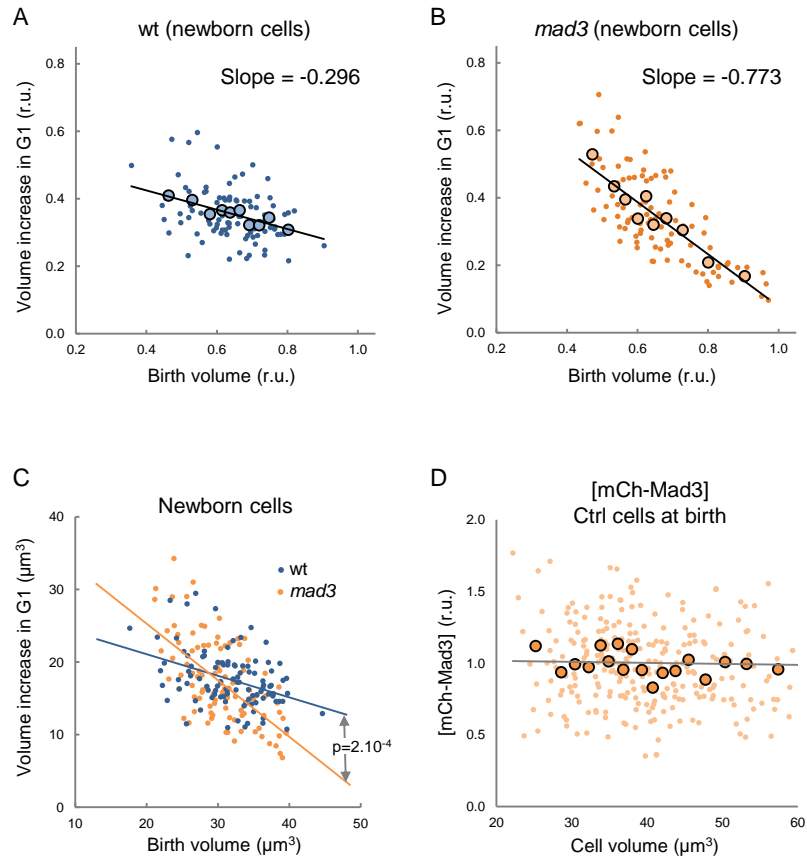 A
wt (newborn cells)
Slope = -0.296
Volume increase in G1 (r.u.)
0.8
0.6
0.4
0.2
0.0
0.2 0.4 0.6 0.8 1.0
Birth volume (r.u.)
B
mad3 (newborn cells)
Slope = -0.773
Volume increase in G1 (r.u.)
0.8
0.6
0.4
0.2
0.0
0.2 0.4 0.6 0.8 1.0
Birth volume (r.u.)
C
Newborn cells
wt
mad3
Volume increase in G1 (µm³)
40
30
20
10
0
p=2.10⁻⁴
10 20 30 40 50
Birth volume (µm³)
D
[mCh-Mad3]
Ctrl cells at birth
[mCh-Mad3] (r.u.)
2.0
1.5
1.0
0.5
0.0
20 30 40 50 60
Cell volume (µm³)